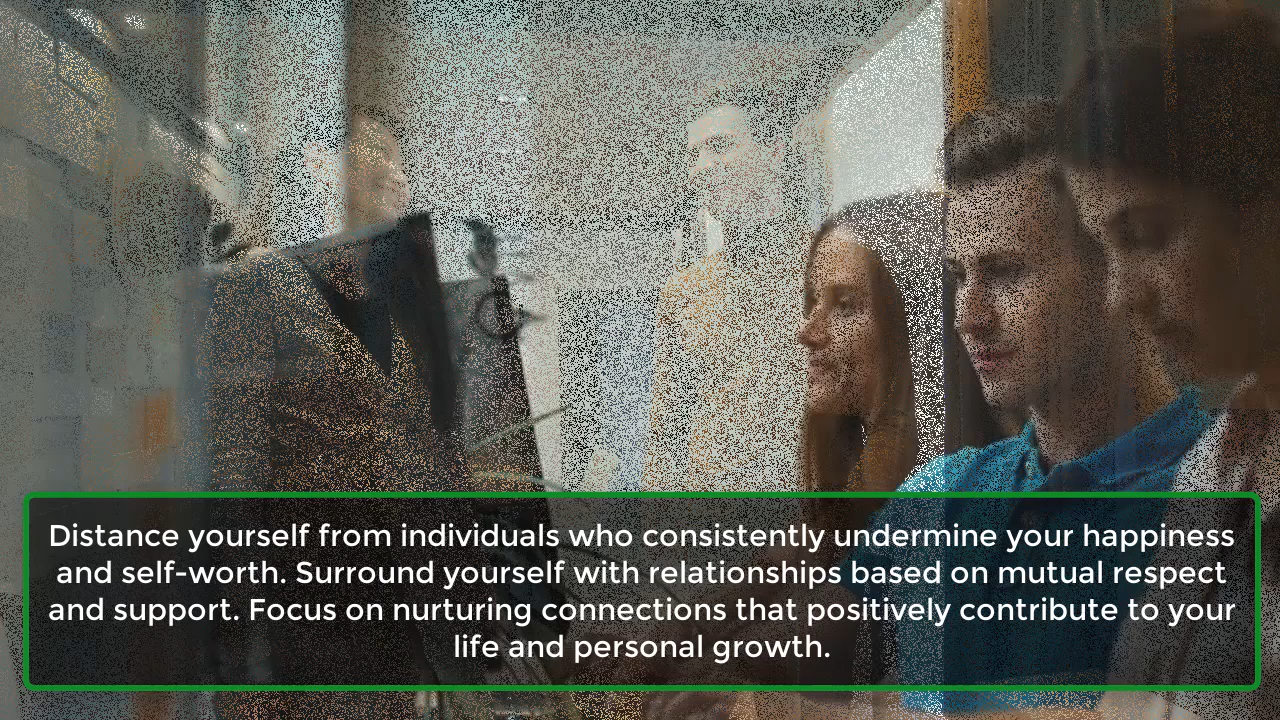 Distance yourself from individuals who consistently undermine your happiness
and self-worth. Surround yourself with relationships based on mutual respect
and support. Focus on nurturing connections that positively contribute to your
life and personal growth.